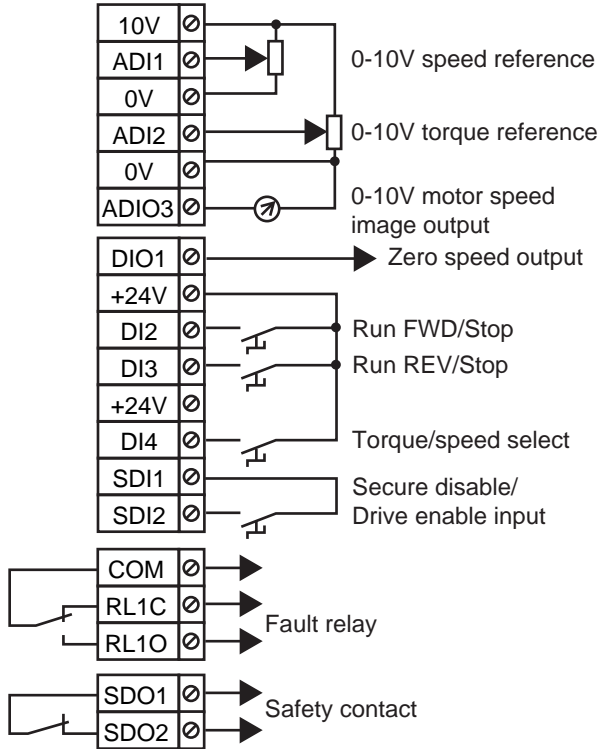 10V
ADI1
0-10V speed reference
0V
ADI2
0-10V torque reference
0V
ADIO3
0-10V motor speed
image output
DIO1
Zero speed output
+24V
DI2
Run FWD/Stop
DI3
Run REV/Stop
+24V
DI4
Torque/speed select
SDI1
Secure disable/
SDI2
Drive enable input
COM
RL1C
Fault relay
RL1O
SDO1
Safety contact
SDO2